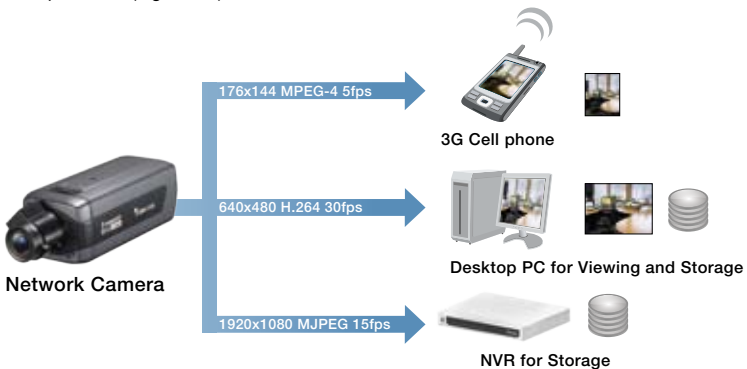 176x144 MPEG-4 5fps
3G Cell phone
640x480 H.264 30fps
Network Camera
Desktop PC for Viewing and Storage
1920x1080 MJPEG 15fps
NVR for Storage